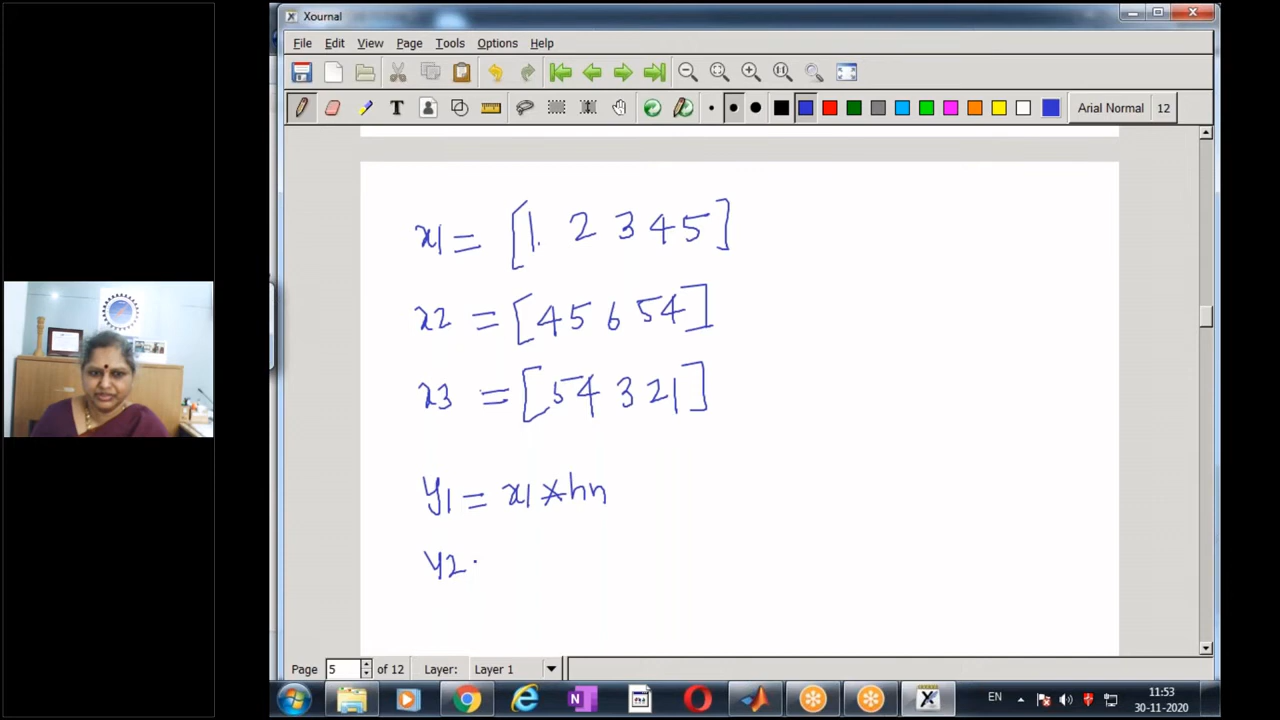 Xournal
File Edit View Page Tools Options Help
Arial Normal 12
x1 = [1. 2 3 4 5]
x2 = [4 5 6 5 4]
x3 = [5 4 3 2 1]
y1 = x1 * hn
y2
Page 5 of 12 Layer: Layer 1
EN 11:53
30-11-2020